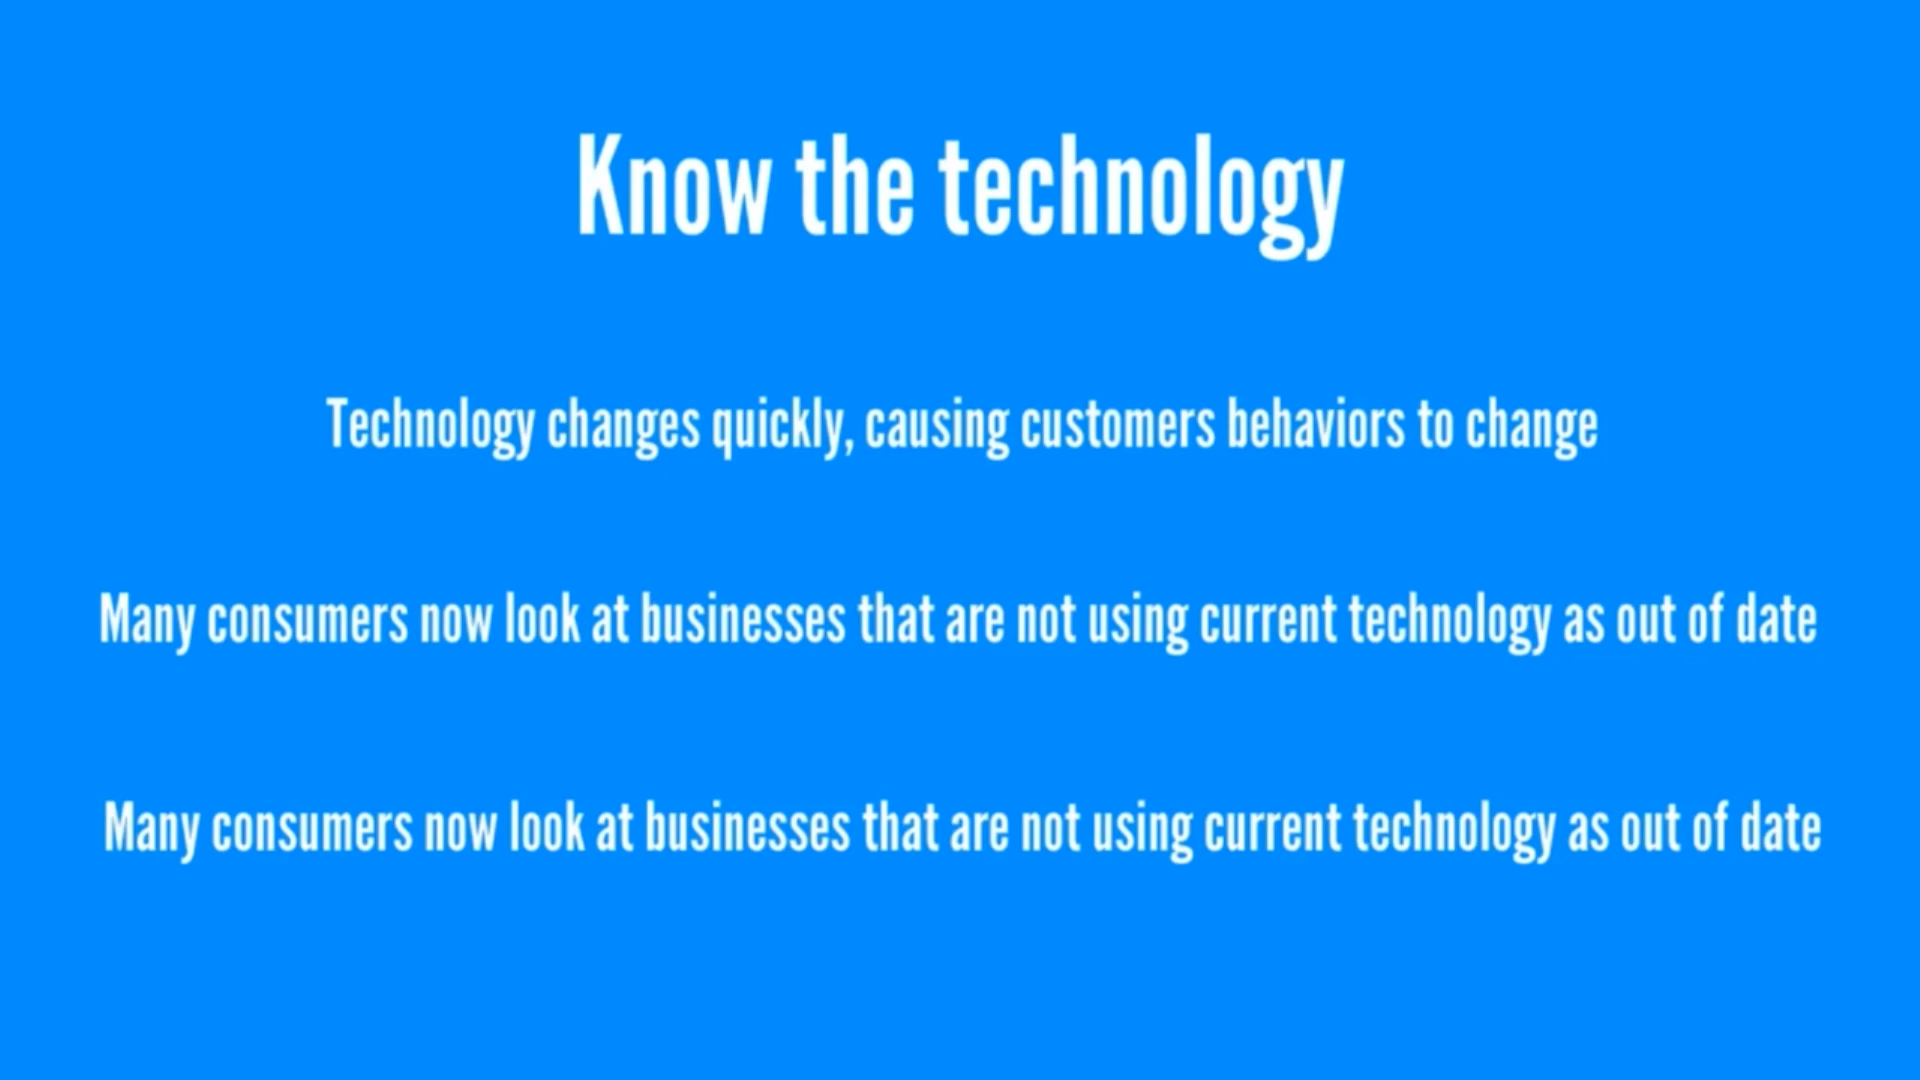 Know the technology
Technology changes quickly, causing customers behaviors to change
Many consumers now look at businesses that are not using current technology as out of date
Many consumers now look at businesses that are not using current technology as out of date